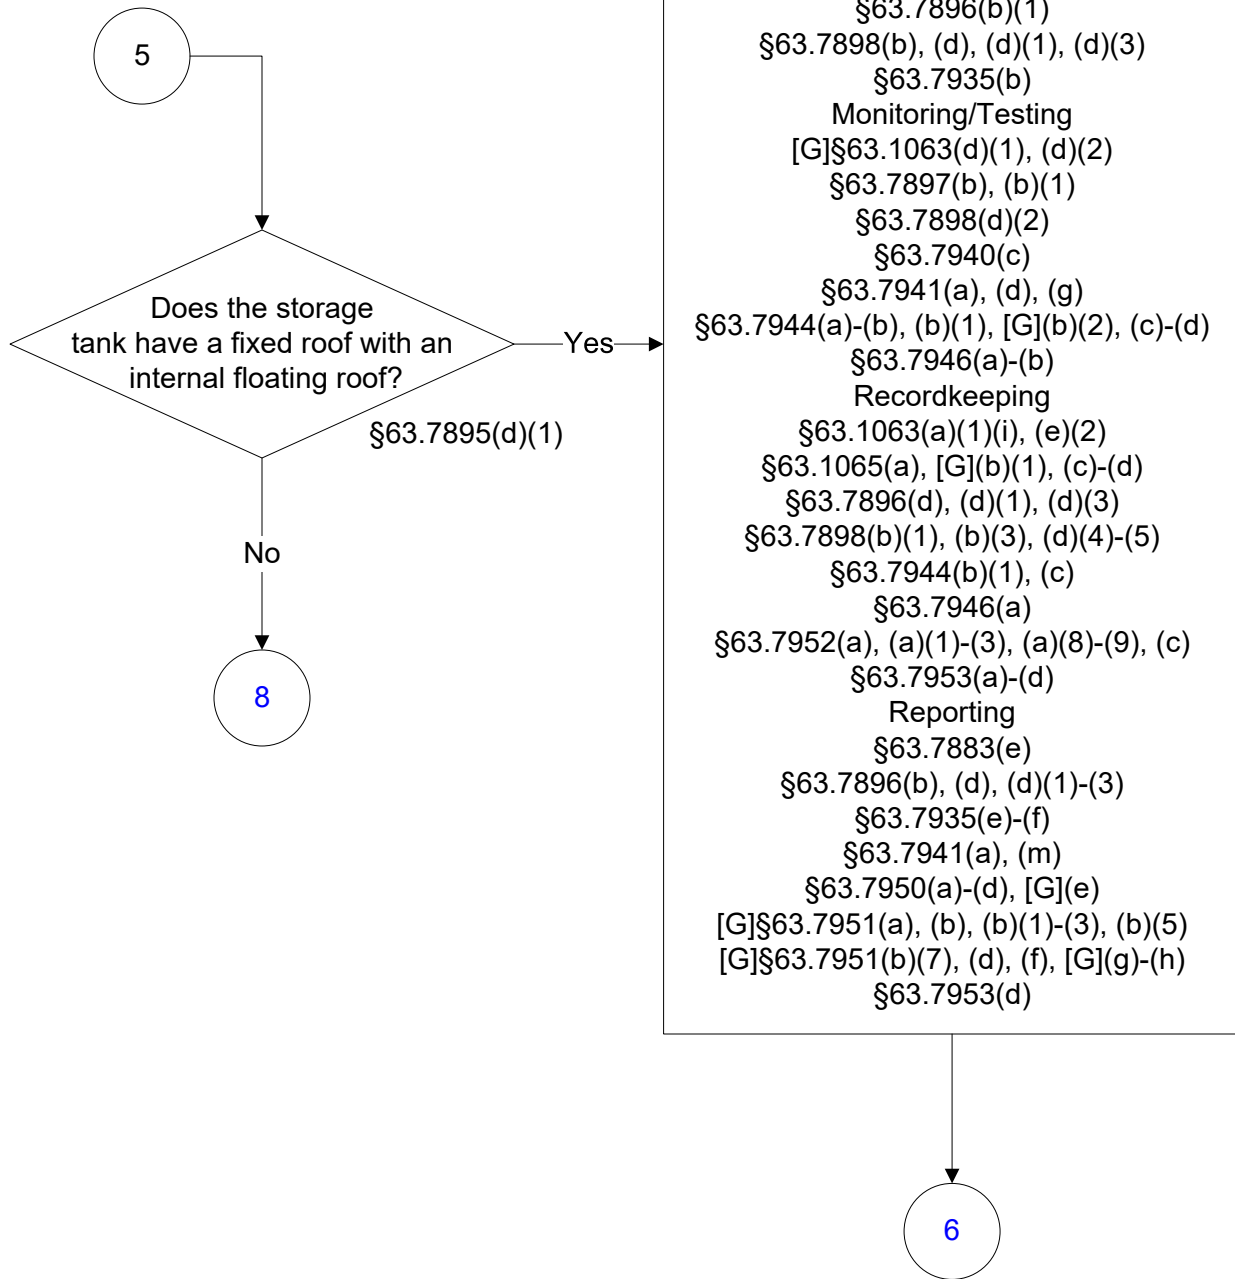 5
Does the storage
tank have a fixed roof with an
internal floating roof?
§63.7895(d)(1)
Yes
No
8
§63.7896(b)(1)
§63.7898(b), (d), (d)(1), (d)(3)
§63.7935(b)
Monitoring/Testing
[G]§63.1063(d)(1), (d)(2)
§63.7897(b), (b)(1)
§63.7898(d)(2)
§63.7940(c)
§63.7941(a), (d), (g)
§63.7944(a)-(b), (b)(1), [G](b)(2), (c)-(d)
§63.7946(a)-(b)
Recordkeeping
§63.1063(a)(1)(i), (e)(2)
§63.1065(a), [G](b)(1), (c)-(d)
§63.7896(d), (d)(1), (d)(3)
§63.7898(b)(1), (b)(3), (d)(4)-(5)
§63.7944(b)(1), (c)
§63.7946(a)
§63.7952(a), (a)(1)-(3), (a)(8)-(9), (c)
§63.7953(a)-(d)
Reporting
§63.7883(e)
§63.7896(b), (d), (d)(1)-(3)
§63.7935(e)-(f)
§63.7941(a), (m)
§63.7950(a)-(d), [G](e)
[G]§63.7951(a), (b), (b)(1)-(3), (b)(5)
[G]§63.7951(b)(7), (d), (f), [G](g)-(h)
§63.7953(d)
6